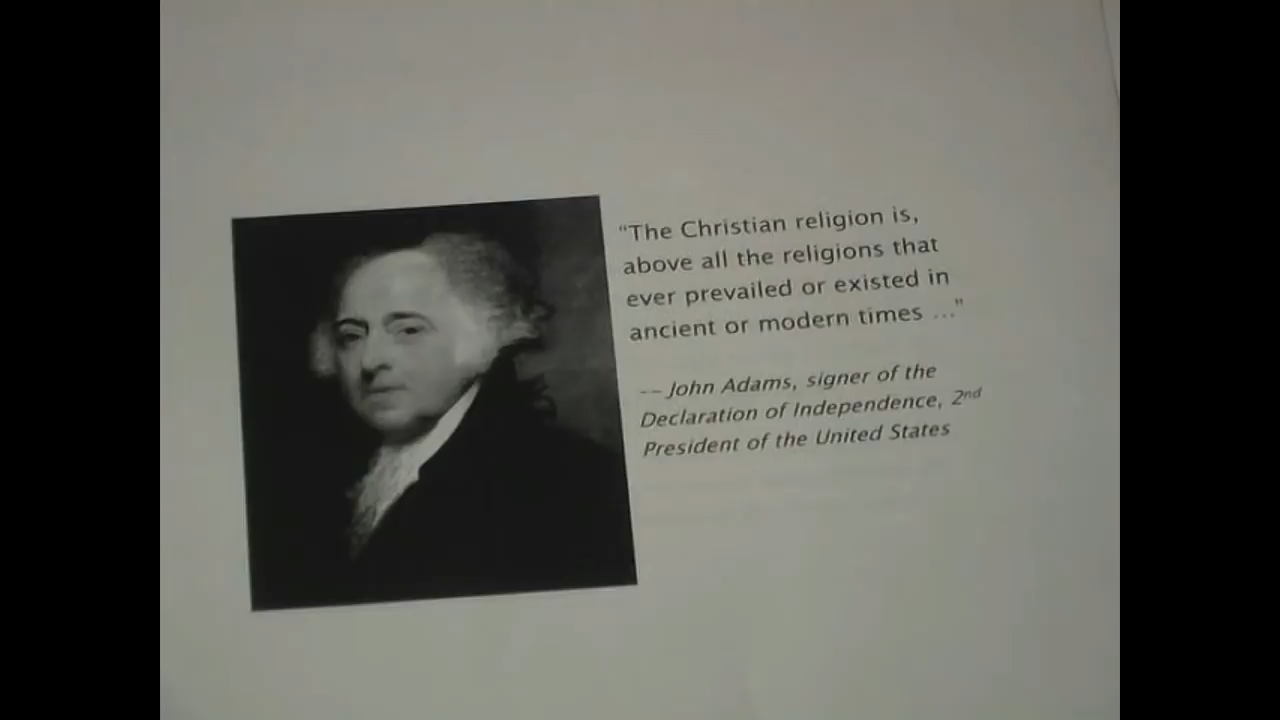 “The Christian religion is,
above all the religions that
ever prevailed or existed in
ancient or modern times ...”
-- John Adams, signer of the
Declaration of Independence, 2nd
President of the United States